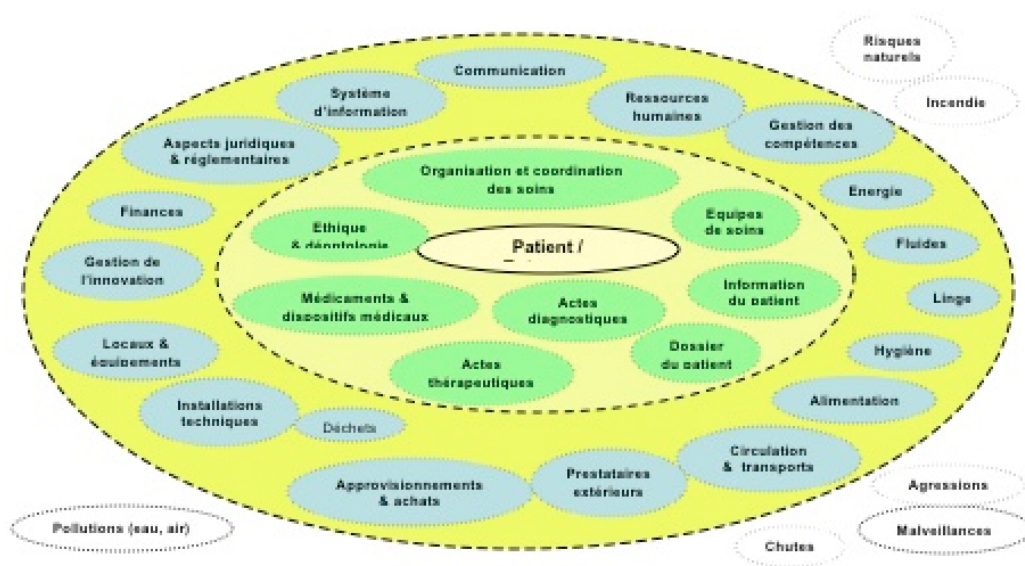 Risques
naturels
Incendie
Communication
Système
d'information
Ressources
humaines
Gestion des
compétences
Aspects juridiques
& réglementaires
Organisation et coordination
des soins
Energie
Finances
Ethique
& déontologie
Equipes
de soins
Patient /
Fluides
Gestion de
l'innovation
Médicaments &
dispositifs médicaux
Actes
diagnostiques
Information
du patient
Linge
Locaux &
équipements
Actes
thérapeutiques
Dossier
du patient
Hygiène
Installations
techniques
Déchets
Alimentation
Circulation
& transports
Approvisionnements
& achats
Prestataires
extérieurs
Agressions
Pollutions (eau, air)
Malveillances
Chutes